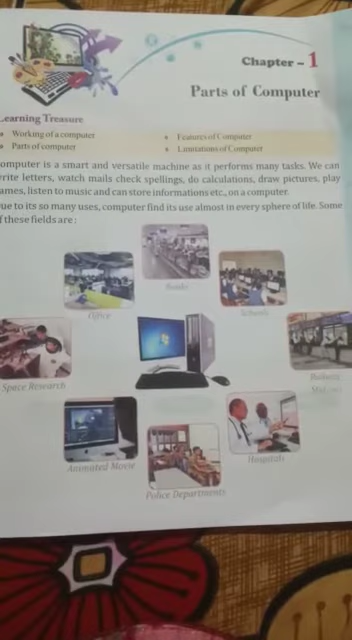 Chapter - 1
Parts of Computer
Learning Treasure
Working of a computer
Features of Computer
Parts of computer
Limitations of Computer
omputer is a smart and versatile machine as it performs many tasks. We can
rite letters, watch mails check spellings, do calculations, draw pictures, play
ames, listen to music and can store informations etc., on a computer.
ue to its so many uses, computer find its use almost in every sphere of life. Some
f these fields are :
Banks
Office
Schools
Space Research
Railway
Stations
Animated Movie
Hospitals
Police Departments